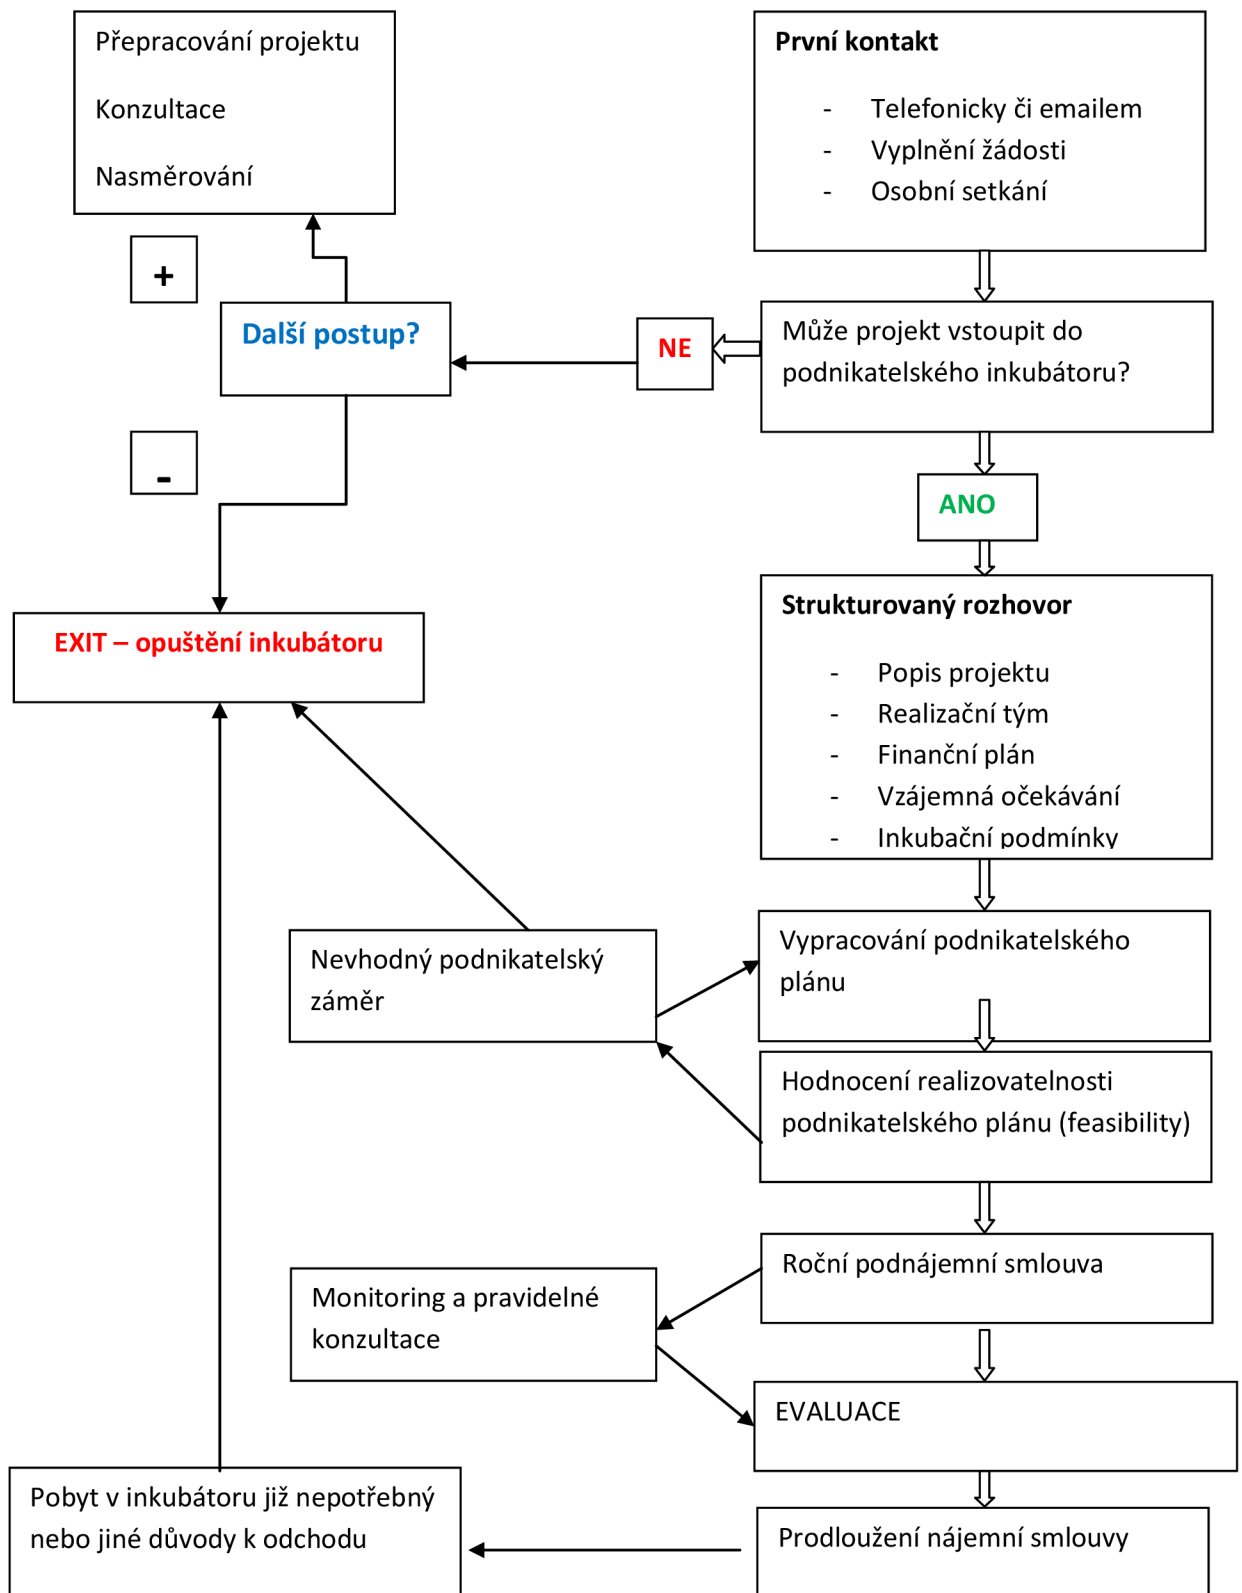 Přepracování projektu
Konzultace
Nasměrování
První kontakt
- Telefonicky či emailem
- Vyplnění žádosti
- Osobní setkání
+
Další postup?
NE
Může projekt vstoupit do
podnikatelského inkubátoru?
-
ANO
EXIT – opuštění inkubátoru
Strukturovaný rozhovor
- Popis projektu
- Realizační tým
- Finanční plán
- Vzájemná očekávání
- Inkubační podmínky
Nevhodný podnikatelský
záměr
Vypracování podnikatelského
plánu
Hodnocení realizovatelnosti
podnikatelského plánu (feasibility)
Roční podnájemní smlouva
Monitoring a pravidelné
konzultace
EVALUACE
Pobyt v inkubátoru již nepotřebný
nebo jiné důvody k odchodu
Prodloužení nájemní smlouvy